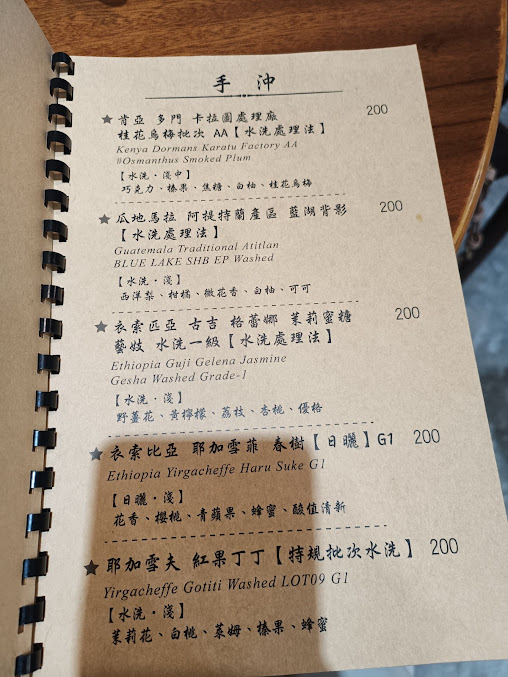 手 沖
★ 肯亞 多門 卡拉圖處理廠 200
桂花烏梅批次 AA【水洗處理法】
Kenya Dormans Karatu Factory AA
#Osmanthus Smoked Plum
【水洗·淺中】
巧克力、榛果、焦糖、白柚、桂花烏梅
★ 瓜地馬拉 阿提特蘭產區 藍湖背影 200
【水洗處理法】
Guatemala Traditional Atitlan
BLUE LAKE SHB EP Washed
【水洗·淺】
西洋梨、柑橘、微花香、白柚、可可
★ 衣索匹亞 古吉 格蕾娜 茉莉蜜糖 200
藝妓 水洗一級【水洗處理法】
Ethiopia Guji Gelena Jasmine
Gesha Washed Grade-1
【水洗·淺】
野薑花、黃檸檬、荔枝、杏桃、優格
★ 衣索比亞 耶加雪菲 春樹【日曬】G1 200
Ethiopia Yirgacheffe Haru Suke G1
【日曬·淺】
花香、櫻桃、青蘋果、蜂蜜、酸值清新
★ 耶加雪夫 紅果丁丁【特規批次水洗】 200
Yirgacheffe Gotiti Washed LOT09 G1
【水洗·淺】
茉莉花、白桃、萊姆、榛果、蜂蜜